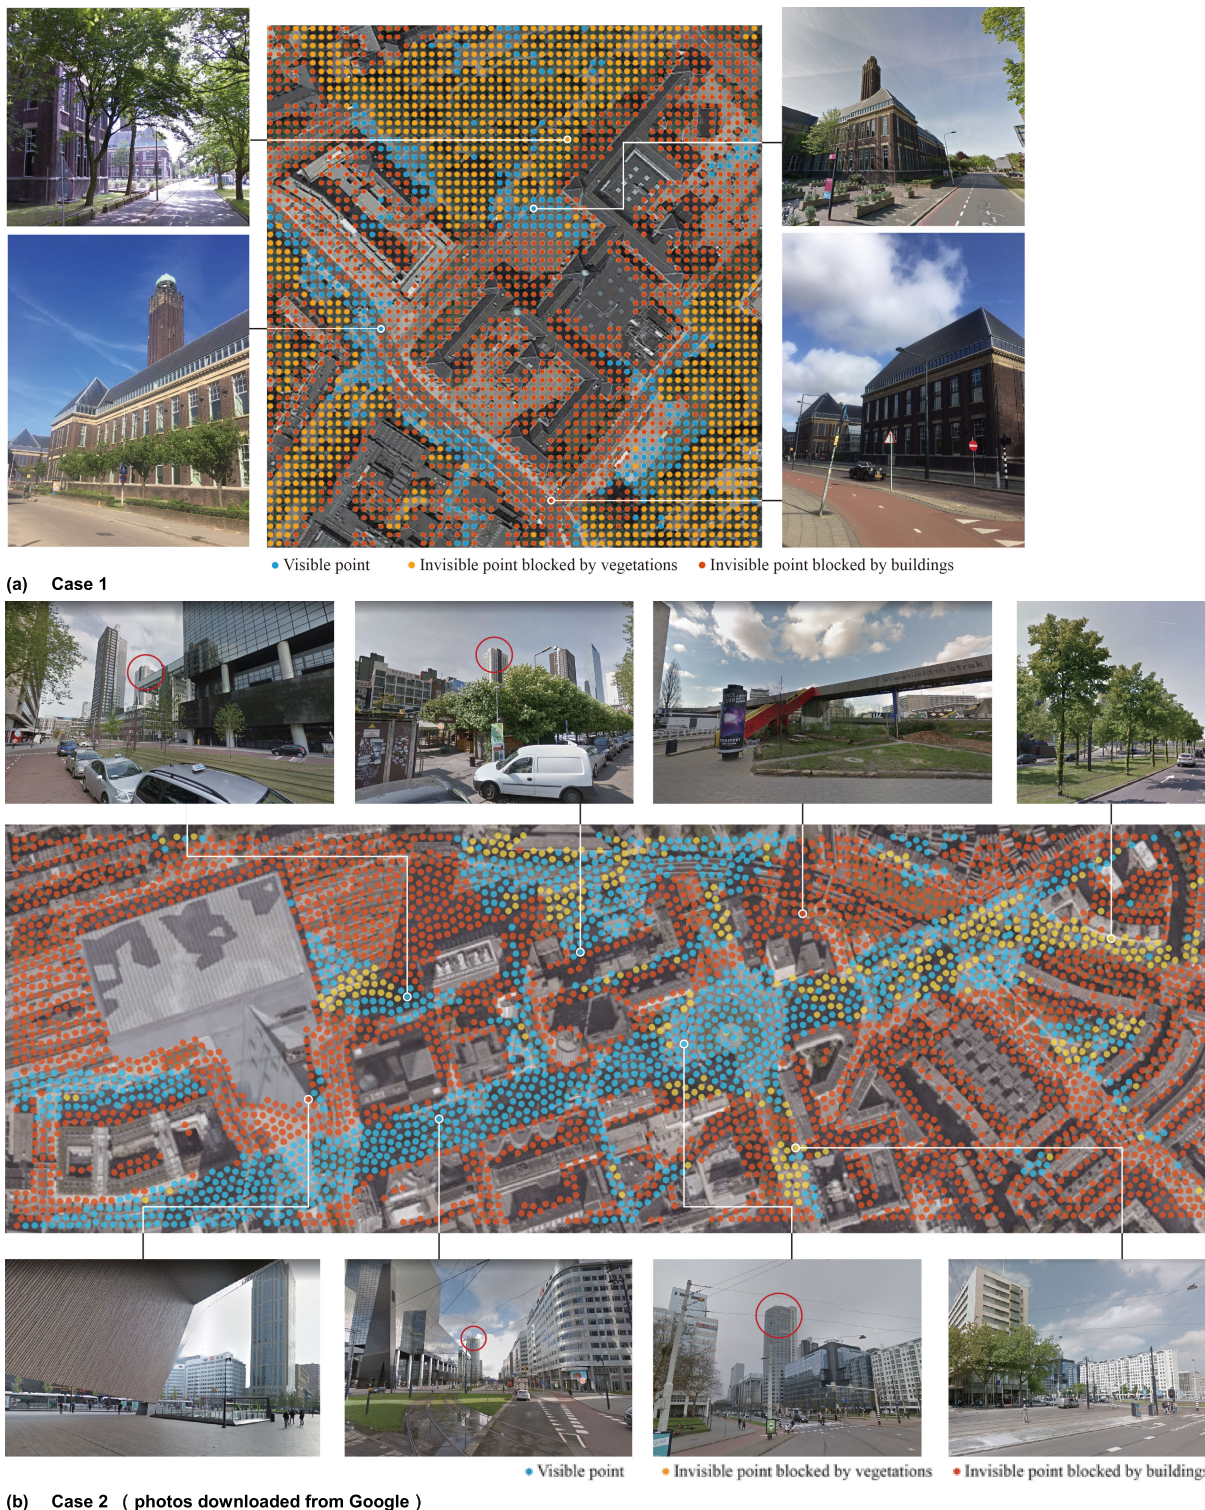 Visible point Invisible point blocked by vegetations Invisible point blocked by buildings
(a) Case 1
Visible point Invisible point blocked by vegetations Invisible point blocked by buildings
(b) Case 2 ( photos downloaded from Google )